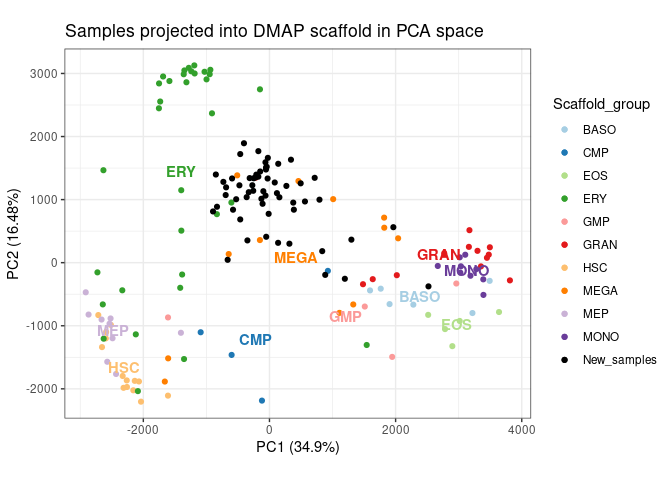 Samples projected into DMAP scaffold in PCA space
PC2 (16.48%)
3000
2000
1000
0
-1000
-2000
ERY
MEGA
GRAN
MONO
BASO
GMP
EOS
MEP
CMP
HSC
-2000
0
2000
4000
PC1 (34.9%)
Scaffold_group
BASO
CMP
EOS
ERY
GMP
GRAN
HSC
MEGA
MEP
MONO
New_samples